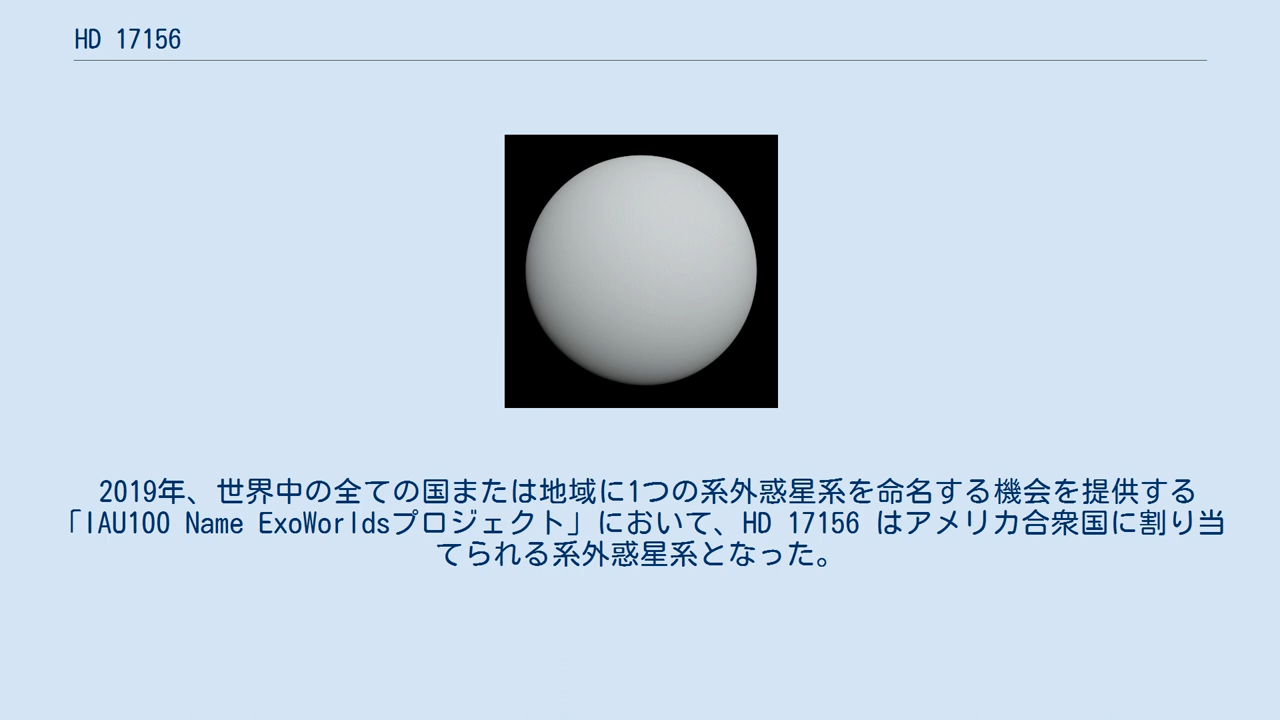 HD 17156
2019年、世界中の全ての国または地域に1つの系外惑星系を命名する機会を提供する
「IAU100 Name ExoWorldsプロジェクト」において、HD 17156 はアメリカ合衆国に割り当
てられる系外惑星系となった。